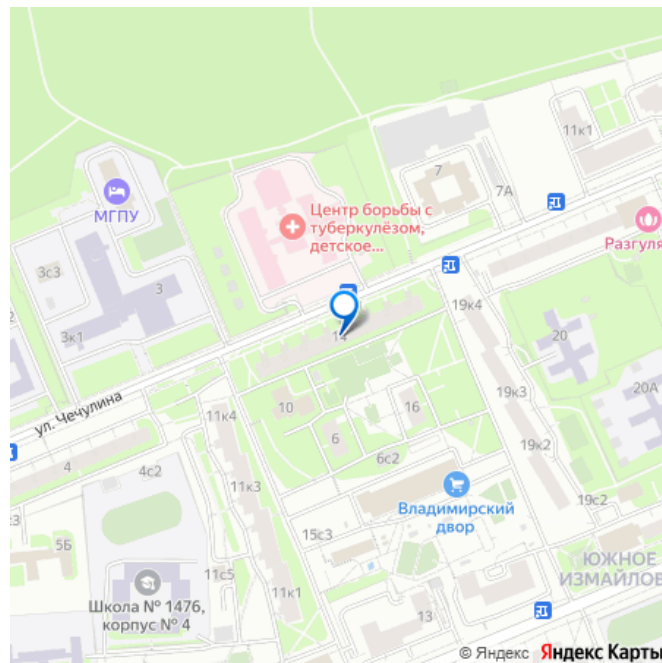 11к1
7
7А
МГПУ
Центр борьбы с
туберкулёзом,
детское...
Разгуля
3с3
3
3к1
14
19к4
20
ул. Чечулина
10
16
19к3
20А
11к4
6
4
4с2
6с2
19к2
11к3
Владимирский
двор
19с2
15с3
5Б
11с5
ЮЖНОЕ
ИЗМАЙЛОВ
Школа № 1476,
корпус № 4
11к1
13
© Яндекс Яндекс Карты